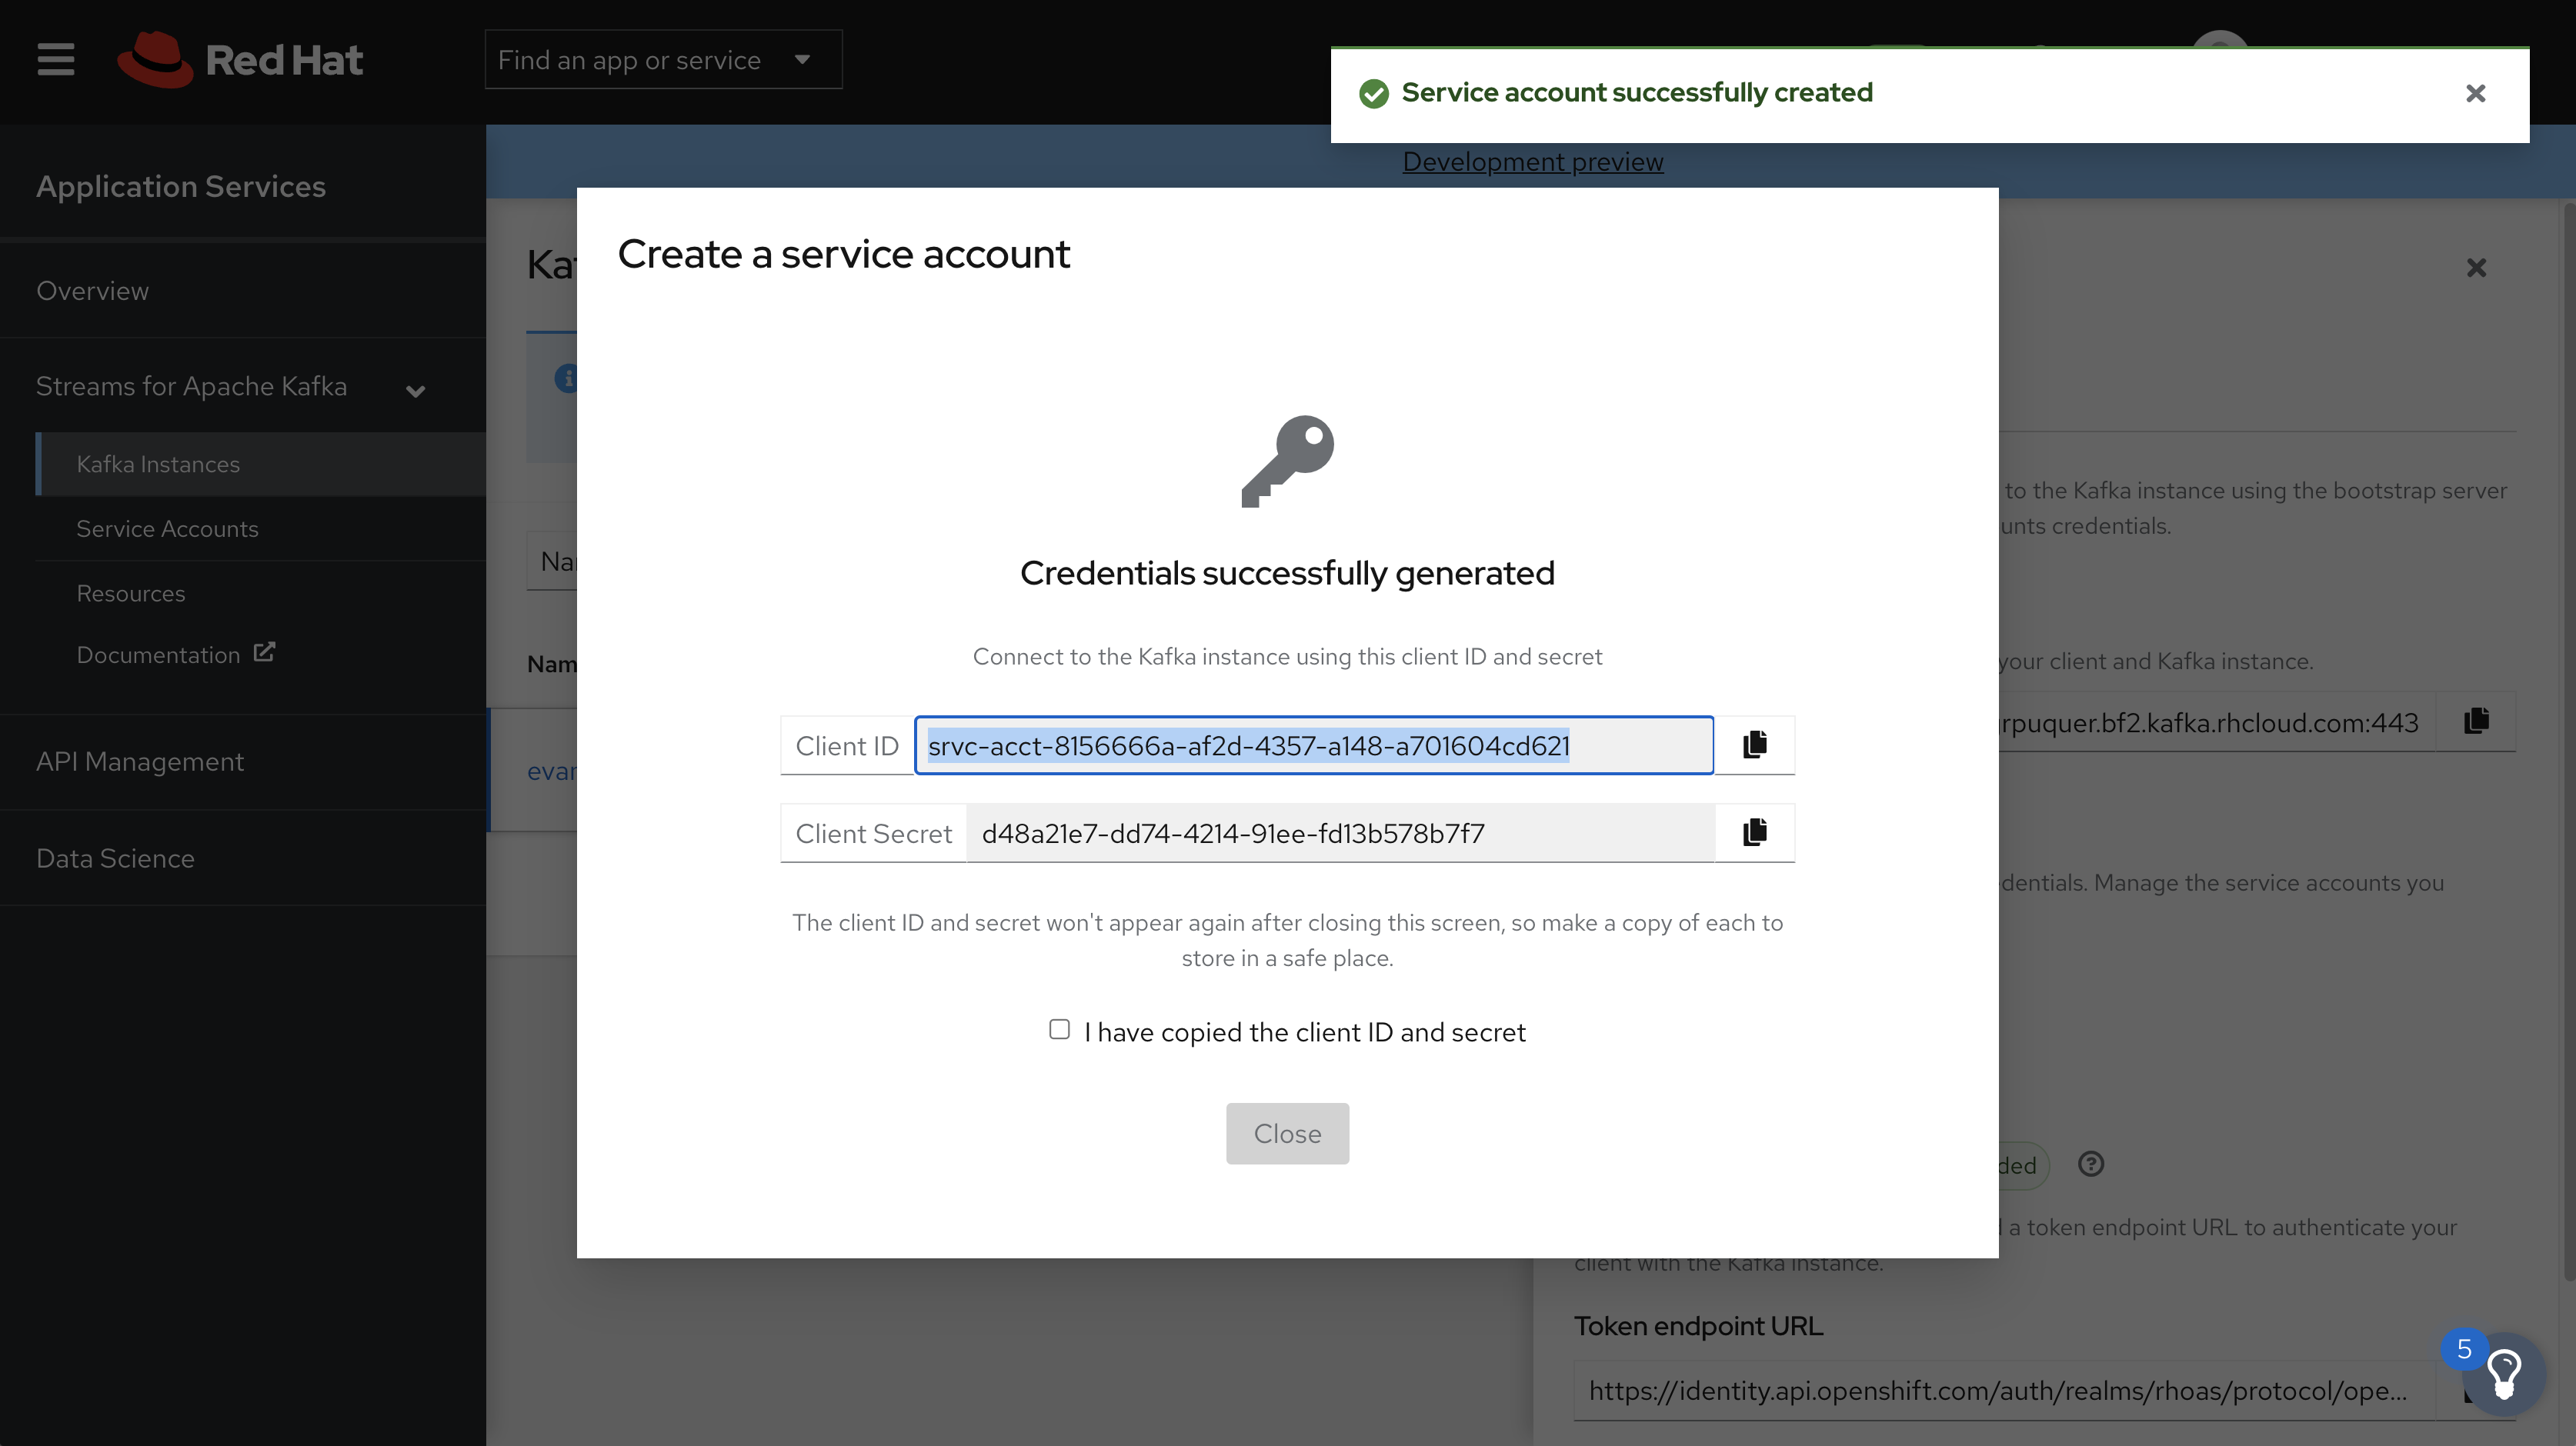 Red Hat
Find an app or service
Service account successfully created
Development preview
Application Services
Overview
Streams for Apache Kafka
Kafka Instances
Service Accounts
Resources
Documentation
API Management
Data Science
Create a service account
Credentials successfully generated
Connect to the Kafka instance using this client ID and secret
Client ID srvc-acct-8156666a-af2d-4357-a148-a701604cd621
Client Secret d48a21e7-dd74-4214-91ee-fd13b578b7f7
The client ID and secret won't appear again after closing this screen, so make a copy of each to
store in a safe place.
I have copied the client ID and secret
Close
to the Kafka instance using the bootstrap server
credentials.
your client and Kafka instance.
rpuquer.bf2.kafka.rhcloud.com:443
Manage the service accounts you
a token endpoint URL to authenticate your
client with the Kafka instance.
Token endpoint URL
https://identity.api.openshift.com/auth/realms/rhoas/protocol/ope...
5